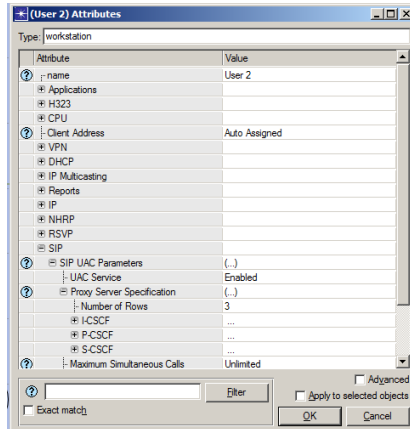 (User 2) Attributes
Type: workstation
Attribute Value
name User 2
Applications
H323
CPU
Client Address Auto Assigned
VPN
DHCP
IP Multicasting
Reports
IP
NHRP
RSVP
SIP
SIP UAC Parameters (...)
UAC Service Enabled
Proxy Server Specification (...)
Number of Rows 3
I-CSCF ...
P-CSCF ...
S-CSCF ...
Maximum Simultaneous Calls Unlimited
Advanced
Filter
Apply to selected objects
Exact match
OK Cancel